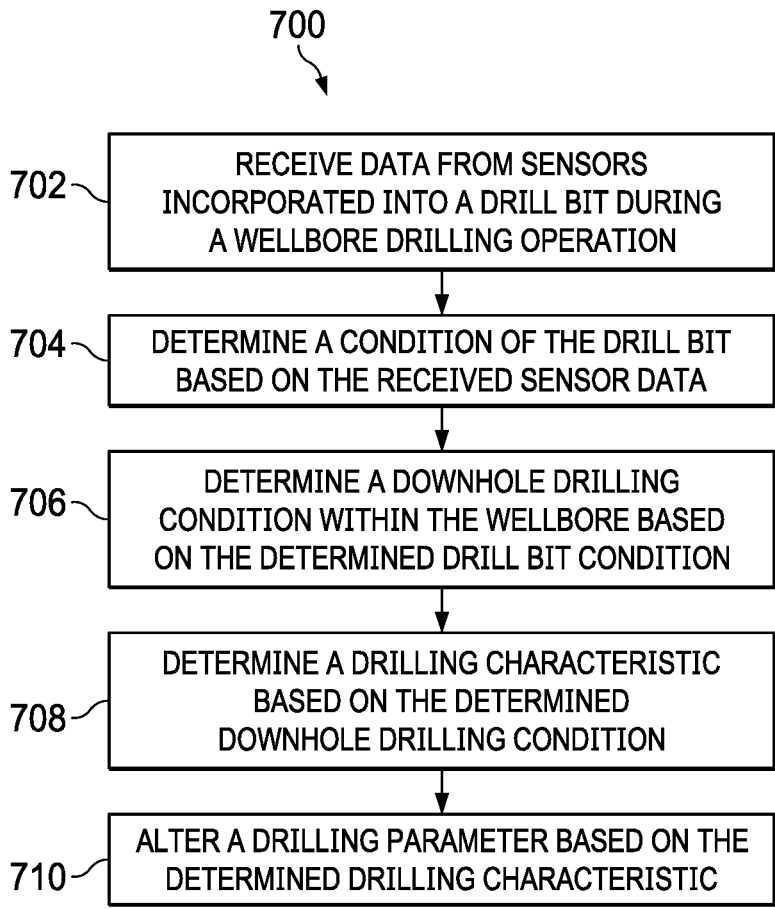 700
702
RECEIVE DATA FROM SENSORS
INCORPORATED INTO A DRILL BIT DURING
A WELLBORE DRILLING OPERATION
704
DETERMINE A CONDITION OF THE DRILL BIT
BASED ON THE RECEIVED SENSOR DATA
706
DETERMINE A DOWNHOLE DRILLING
CONDITION WITHIN THE WELLBORE BASED
ON THE DETERMINED DRILL BIT CONDITION
708
DETERMINE A DRILLING CHARACTERISTIC
BASED ON THE DETERMINED
DOWNHOLE DRILLING CONDITION
710
ALTER A DRILLING PARAMETER BASED ON THE
DETERMINED DRILLING CHARACTERISTIC